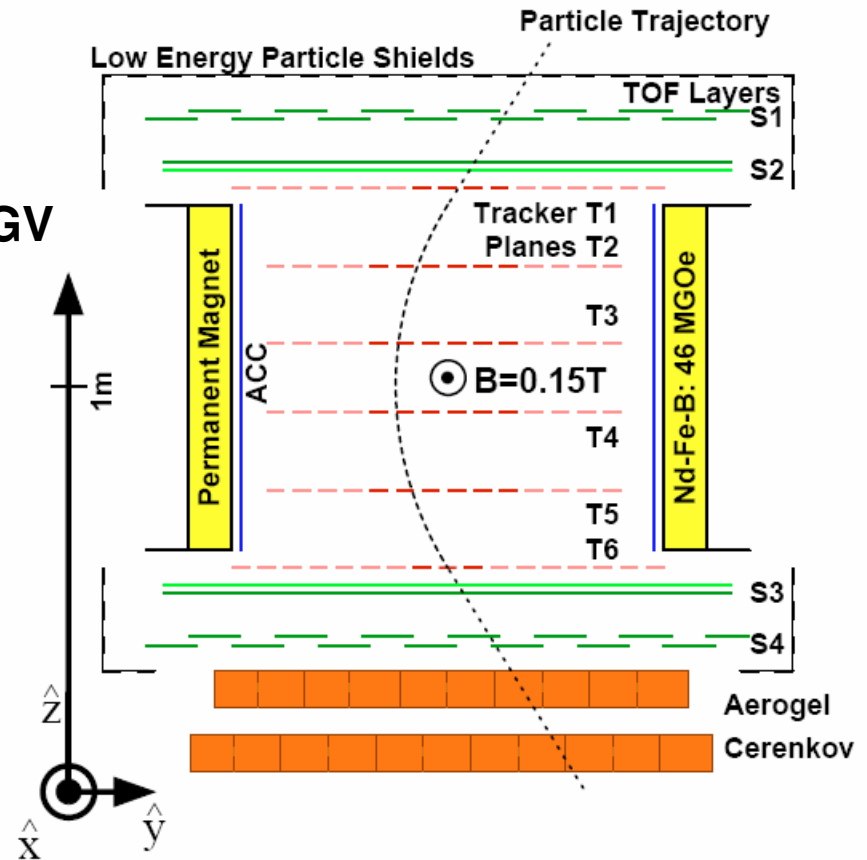 Particle Trajectory
Low Energy Particle Shields
TOF Layers
S1
S2
GV
Tracker T1
Planes T2
T3
Permanent Magnet
ACC
Nd-Fe-B: 46 MGOe
B=0.15T
1m
T4
T5
T6
S3
S4
Aerogel
Cerenkov
ẑ
ŷ
x̂